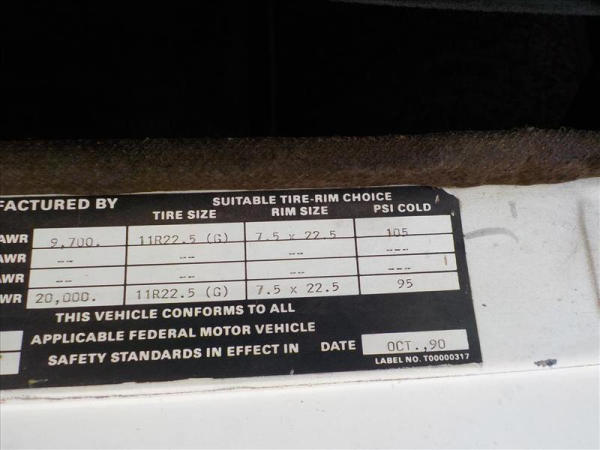 FACTURED BY SUITABLE TIRE-RIM CHOICE
TIRE SIZE RIM SIZE PSI COLD
AWR 9,700. 11R22.5 (G) 7.5 x 22.5 105
AWR -- -- -- --
AWR -- -- -- --
WR 20,000. 11R22.5 (G) 7.5 x 22.5 95
THIS VEHICLE CONFORMS TO ALL
APPLICABLE FEDERAL MOTOR VEHICLE
SAFETY STANDARDS IN EFFECT IN DATE OCT.,90
LABEL NO. T00000317